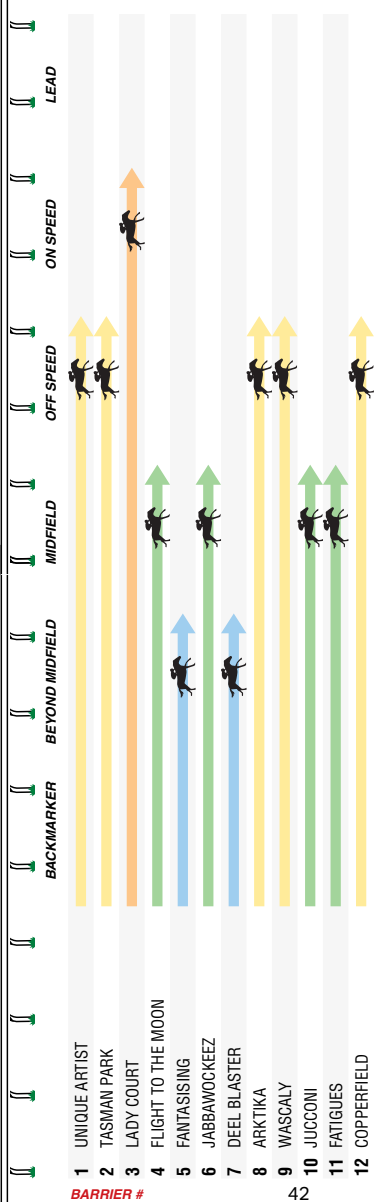 LEAD
ON SPEED
OFF SPEED
MIDFIELD
BEYOND MIDFIELD
BACKMARKER
1 UNIQUE ARTIST
2 TASMAN PARK
3 LADY COURT
4 FLIGHT TO THE MOON
5 FANTASISING
6 JABBAWOCKEEZ
7 DEEL BLASTER
8 ARKTIKA
9 WASCALY
10 JUCCONI
11 FATIGUES
12 COPPERFIELD
BARRIER #
42